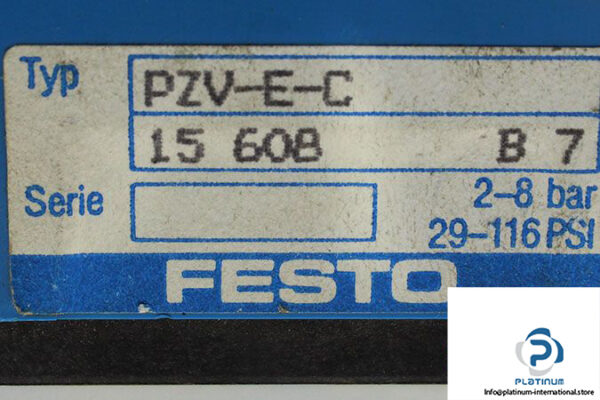 Typ PZV-E-C
15 608 B 7
Serie 2-8 bar
29-116 PSI
FESTO
PLATINUM
Info@platinum-international.store